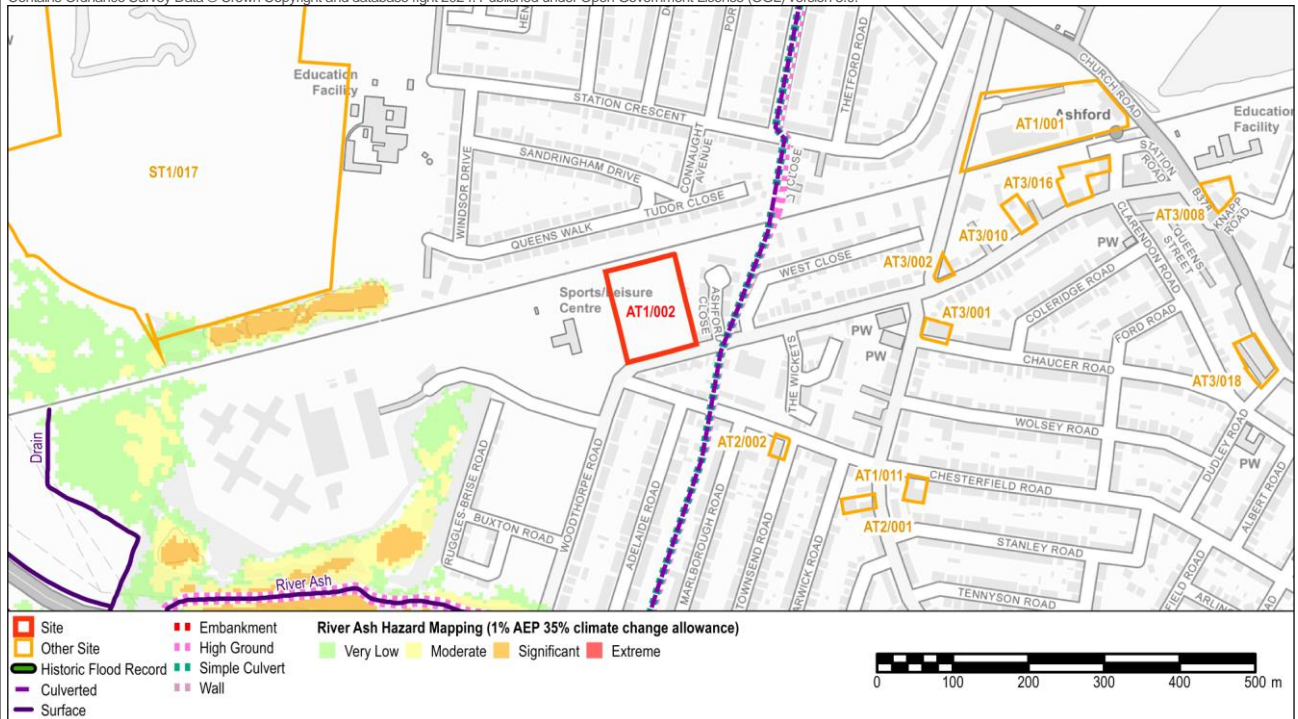 Contains Ordnance Survey Data © Crown Copyright and database right 2021. Published under Open Government License (OGL) version 3.0.
Education
Facility
ST1/017
STATION CRESCENT
THETFORD ROAD
CHURCH ROAD
Ashford
AT1/001
Education
Facility
WINDSOR DRIVE
SANDRINGHAM DRIVE
CONNAUGHT
AVENUE
CLOSE
STATION
ROAD
AT3/016
TUDOR CLOSE
QUEENS WALK
AT3/010
AT3/008
KNAPP
ROAD
CLARENDON ROAD
QUEENS
STREET
PW
AT3/002
WEST CLOSE
COLERIDGE ROAD
Sports/Leisure
Centre
AT1/002
ASHFORD
CLOSE
AT3/001
FORD ROAD
PW
PW
CHAUCER ROAD
AT3/018
THE WICKETS
WOLSEY ROAD
DUDLEY ROAD
PW
Drain
AT2/002
AT1/011
CHESTERFIELD ROAD
ALBERT ROAD
RUGGLES-BRISE ROAD
WOODTHORPE ROAD
ADELAIDE ROAD
MARLBOROUGH ROAD
TOWNSEND ROAD
ARWICK ROAD
AT2/001
BUXTON ROAD
STANLEY ROAD
River Ash
TENNYSON ROAD
FIELD ROAD
Site
Other Site
Historic Flood Record
Culverted
Surface
Embankment
High Ground
Simple Culvert
Wall
River Ash Hazard Mapping (1% AEP 35% climate change allowance)
Very Low
Moderate
Significant
Extreme
0 100 200 300 400 500 m